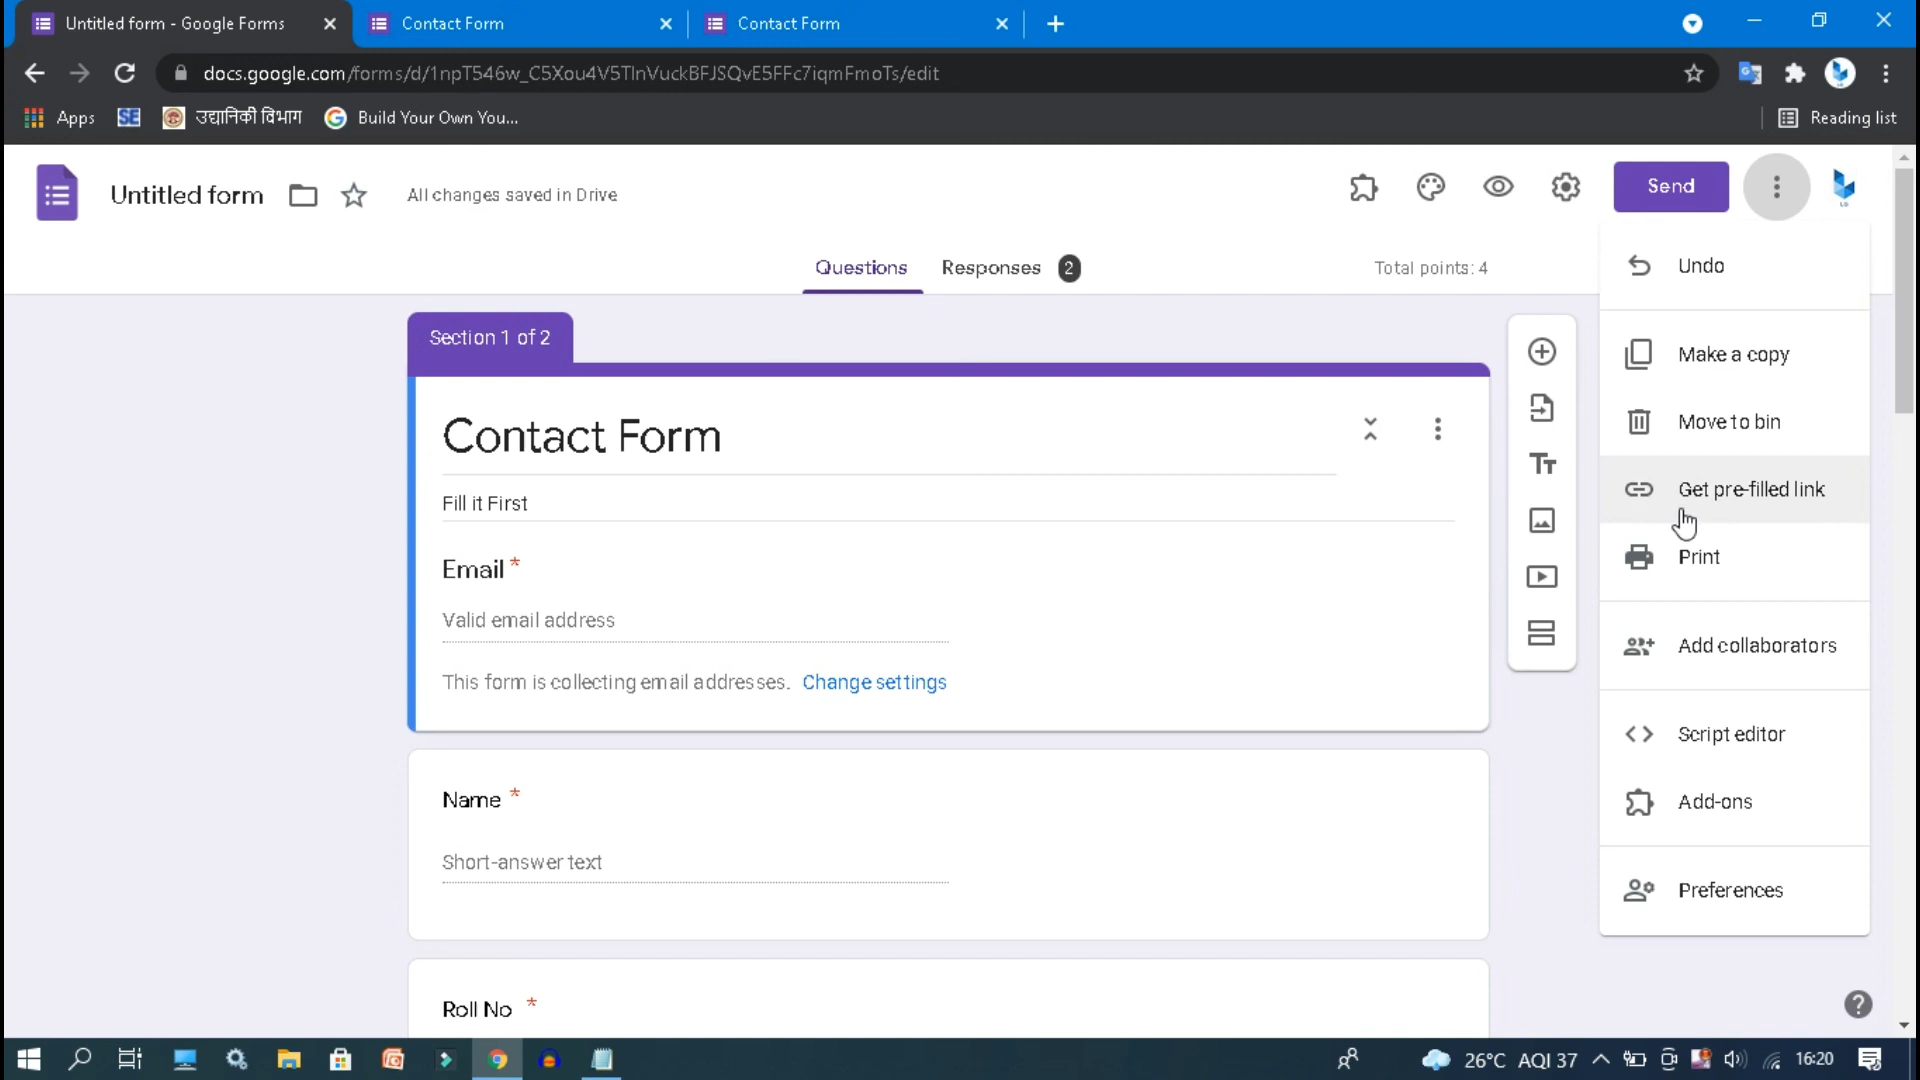 Untitled form - Google Forms
Contact Form
Contact Form
docs.google.com/forms/d/1npT546w_C5Xou4V5TlnVuckBFJSQvE5FFc7iqmFmoTs/edit
Apps
SE
उद्यानिकी विभाग
Build Your Own You...
Reading list
Untitled form
All changes saved in Drive
Send
Questions
Responses 2
Total points: 4
Undo
Make a copy
Move to bin
Get pre-filled link
Print
Add collaborators
Script editor
Add-ons
Preferences
Section 1 of 2
Contact Form
Fill it First
Email *
Valid email address
This form is collecting email addresses. Change settings
Name *
Short-answer text
Roll No *
26°C AQI 37
16:20